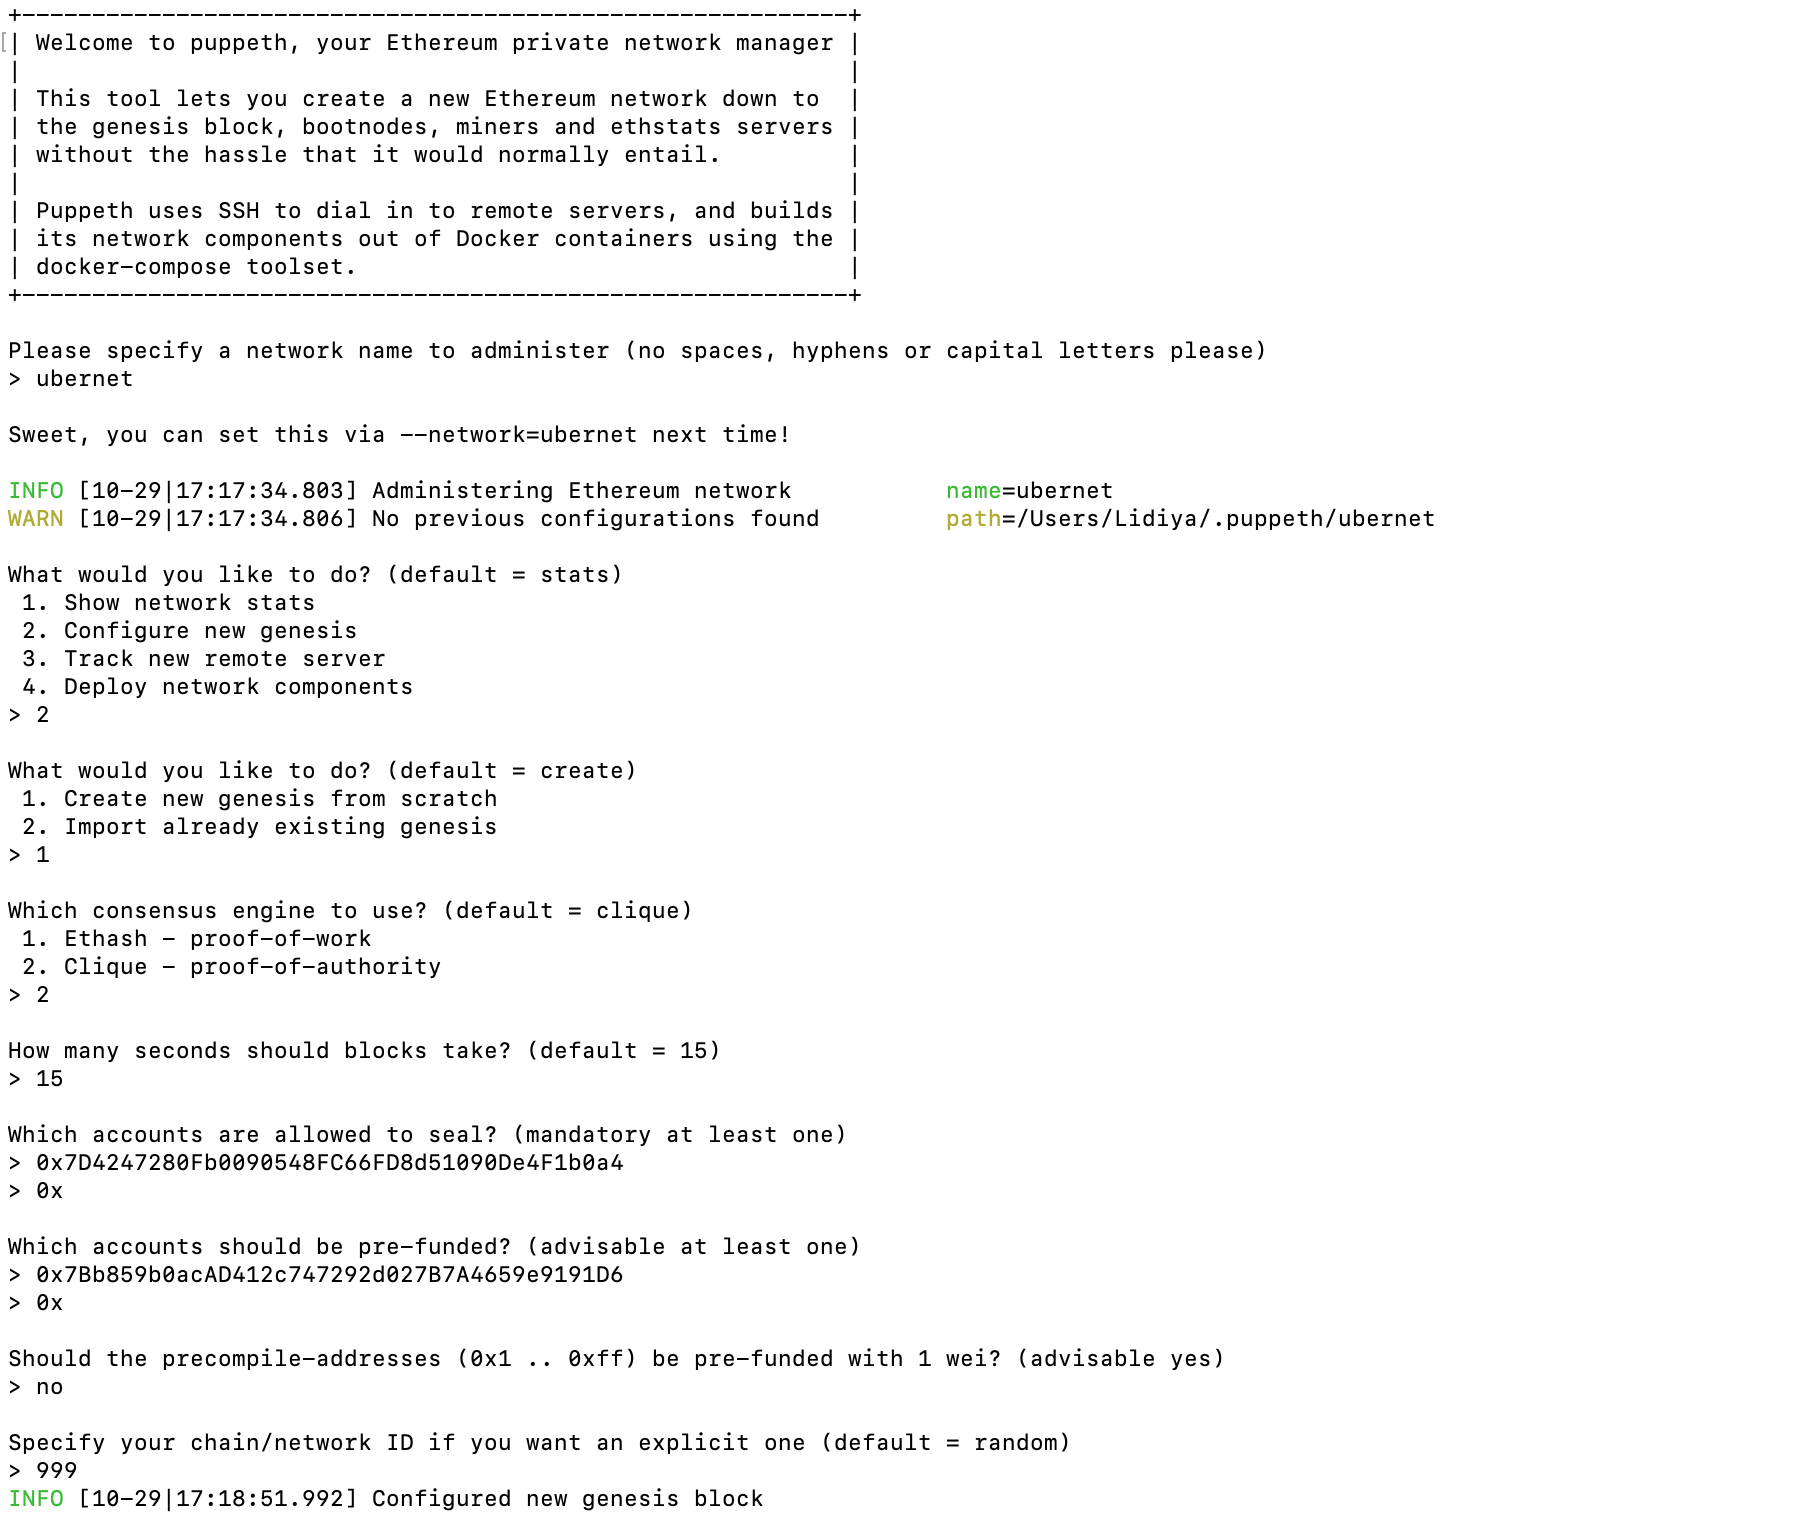 +-----------------------------------------------------------+
| Welcome to puppeth, your Ethereum private network manager |
|                                                           |
| This tool lets you create a new Ethereum network down to  |
| the genesis block, bootnodes, miners and ethstats servers |
| without the hassle that it would normally entail.         |
|                                                           |
| Puppeth uses SSH to dial in to remote servers, and builds |
| its network components out of Docker containers using the |
| docker-compose toolset.                                   |
+-----------------------------------------------------------+
Please specify a network name to administer (no spaces, hyphens or capital letters please)
> ubernet
Sweet, you can set this via --network=ubernet next time!
INFO [10-29|17:17:34.803] Administering Ethereum network           name=ubernet
WARN [10-29|17:17:34.806] No previous configurations found         path=/Users/Lidiya/.puppeth/ubernet
What would you like to do? (default = stats)
 1. Show network stats
 2. Configure new genesis
 3. Track new remote server
 4. Deploy network components
> 2
What would you like to do? (default = create)
 1. Create new genesis from scratch
 2. Import already existing genesis
> 1
Which consensus engine to use? (default = clique)
 1. Ethash - proof-of-work
 2. Clique - proof-of-authority
> 2
How many seconds should blocks take? (default = 15)
> 15
Which accounts are allowed to seal? (mandatory at least one)
> 0x7D4247280Fb0090548FC66FD8d51090De4F1b0a4
> 0x
Which accounts should be pre-funded? (advisable at least one)
> 0x7Bb859b0acAD412c747292d027B7A4659e9191D6
> 0x
Should the precompile-addresses (0x1 .. 0xff) be pre-funded with 1 wei? (advisable yes)
> no
Specify your chain/network ID if you want an explicit one (default = random)
> 999
INFO [10-29|17:18:51.992] Configured new genesis block